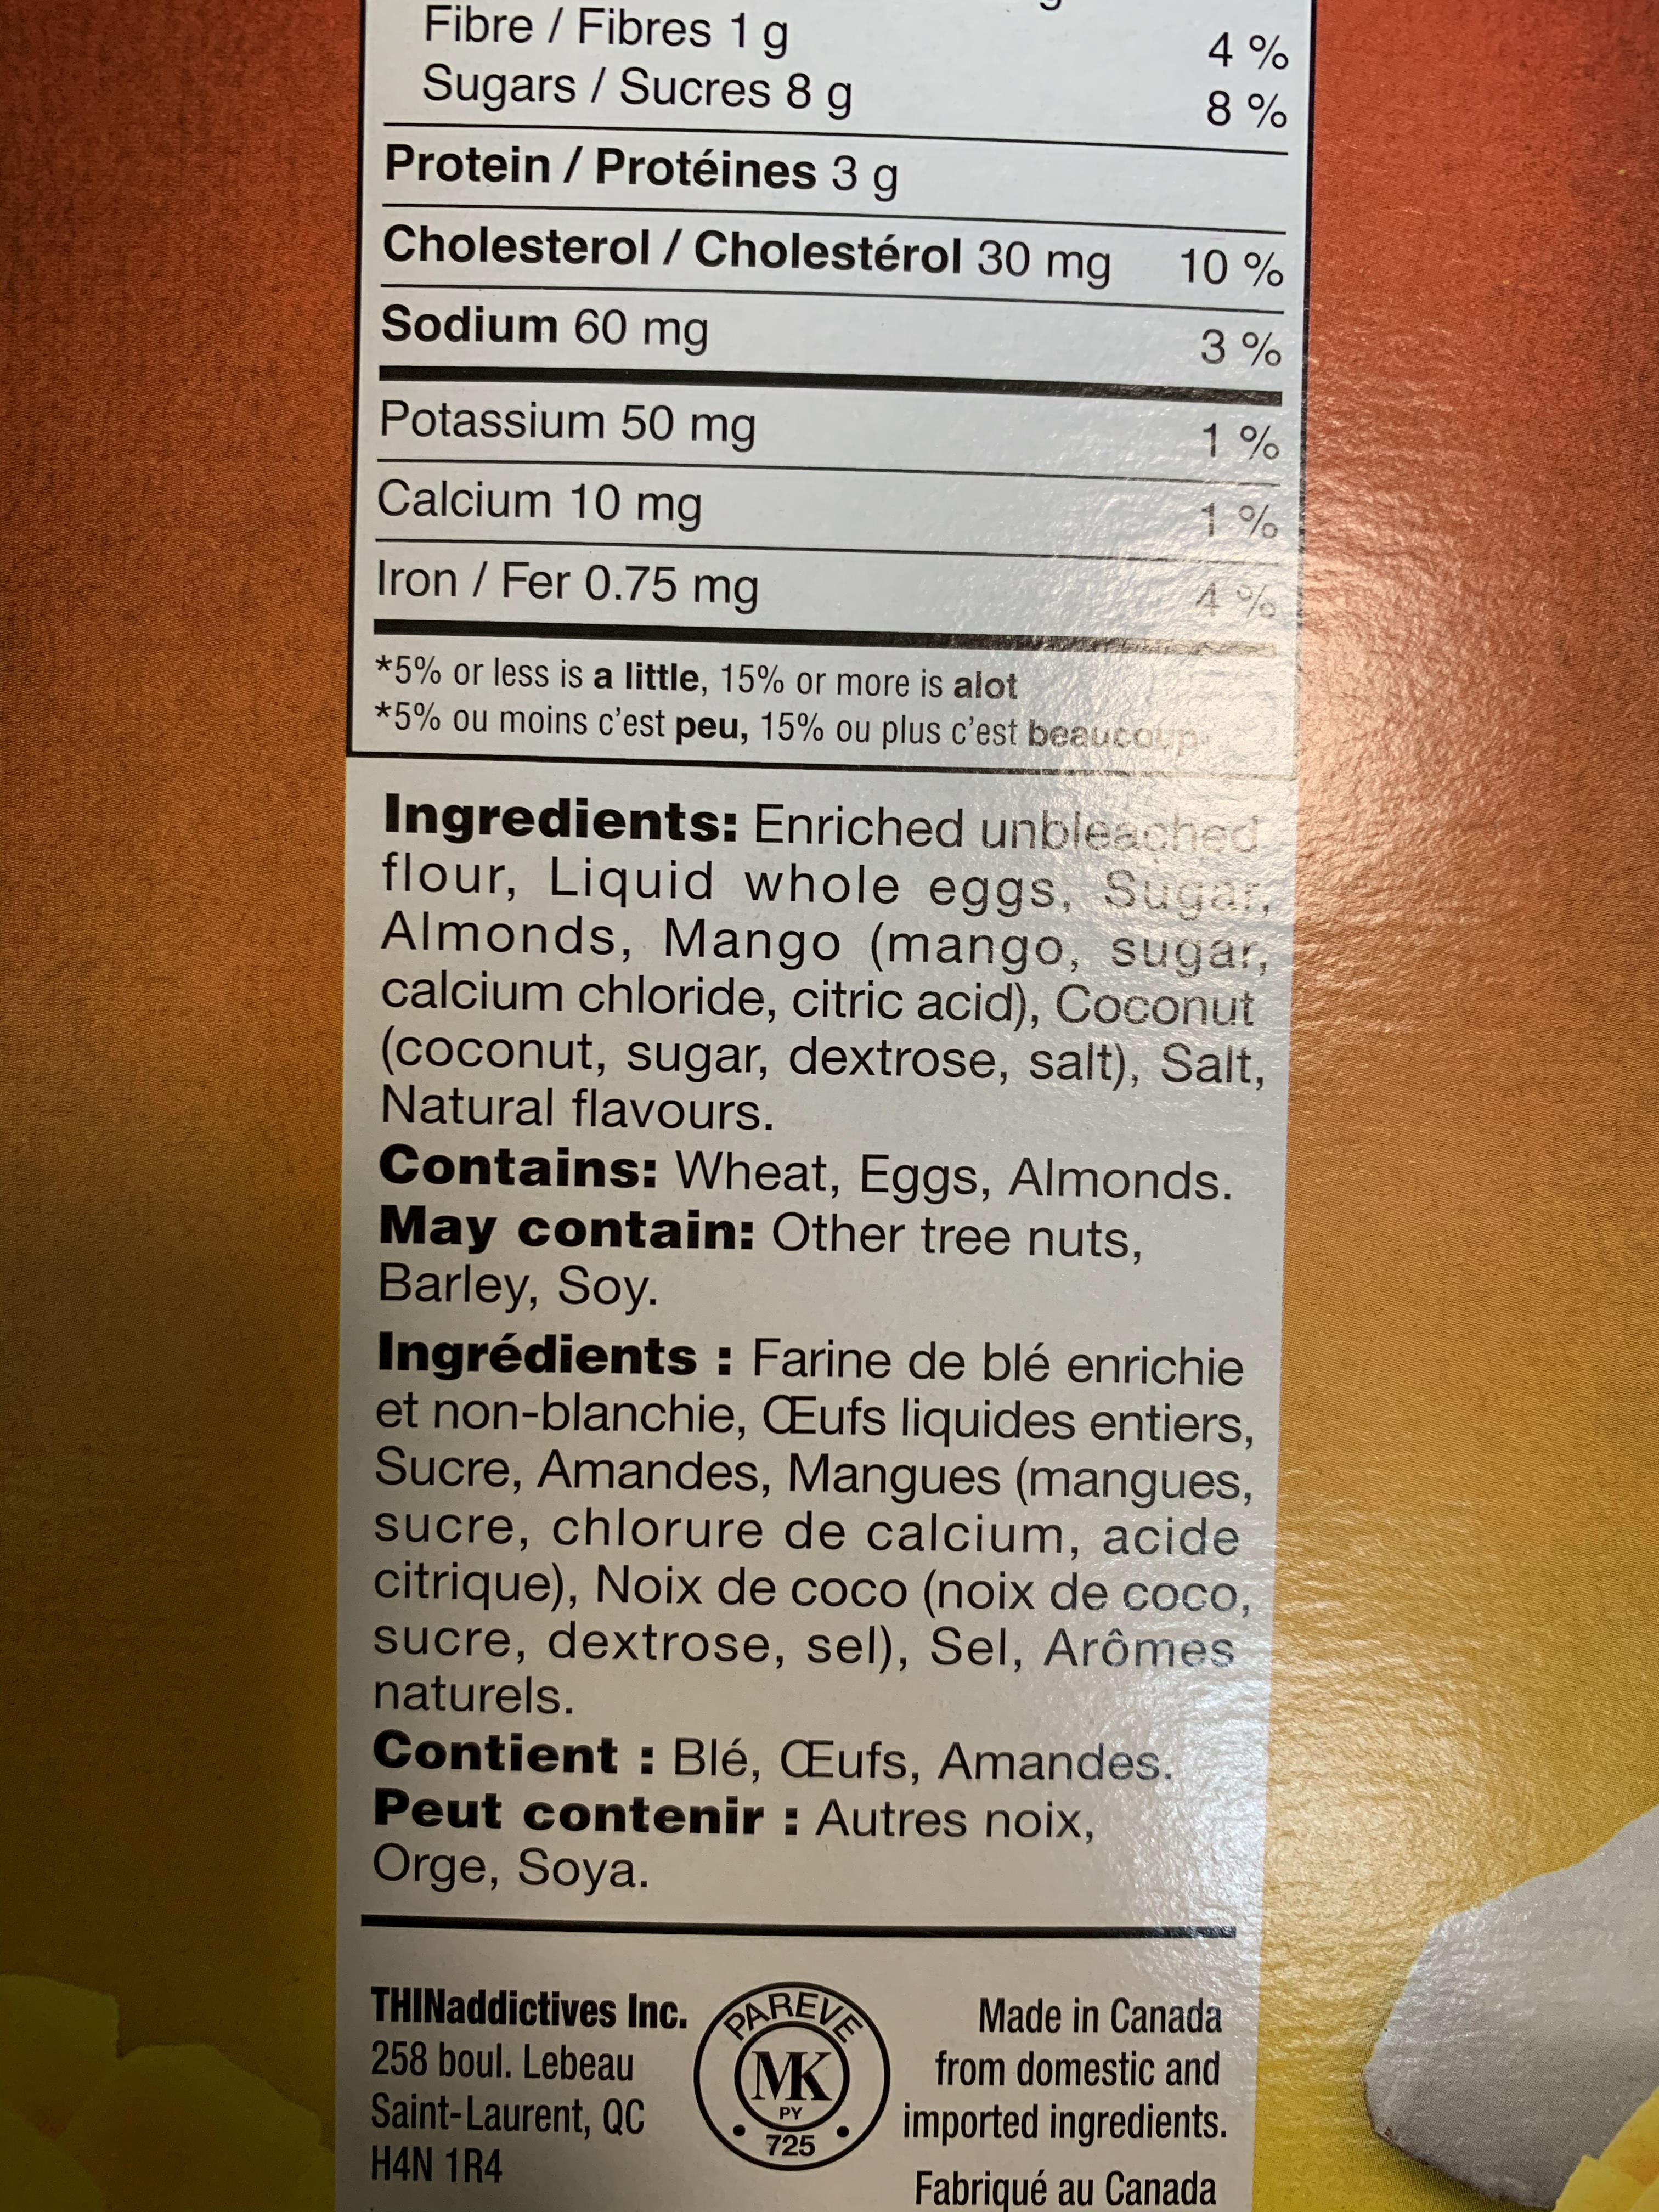 Fibre / Fibres 1 g 4 %
Sugars / Sucres 8 g 8 %
Protein / Protéines 3 g
Cholesterol / Cholestérol 30 mg 10 %
Sodium 60 mg 3 %
Potassium 50 mg 1 %
Calcium 10 mg 1 %
Iron / Fer 0.75 mg 4 %
*5% or less is a little, 15% or more is alot
*5% ou moins c'est peu, 15% ou plus c'est beaucoup
Ingredients: Enriched unbleached
flour, Liquid whole eggs, Sugar,
Almonds, Mango (mango, sugar,
calcium chloride, citric acid), Coconut
(coconut, sugar, dextrose, salt), Salt,
Natural flavours.
Contains: Wheat, Eggs, Almonds.
May contain: Other tree nuts,
Barley, Soy.
Ingrédients : Farine de blé enrichie
et non-blanchie, Œufs liquides entiers,
Sucre, Amandes, Mangues (mangues,
sucre, chlorure de calcium, acide
citrique), Noix de coco (noix de coco,
sucre, dextrose, sel), Sel, Arômes
naturels.
Contient : Blé, Œufs, Amandes.
Peut contenir : Autres noix,
Orge, Soya.
THINaddictives Inc.
258 boul. Lebeau
Saint-Laurent, QC
H4N 1R4
PAREVE
MK
PY
725
Made in Canada
from domestic and
imported ingredients.
Fabriqué au Canada